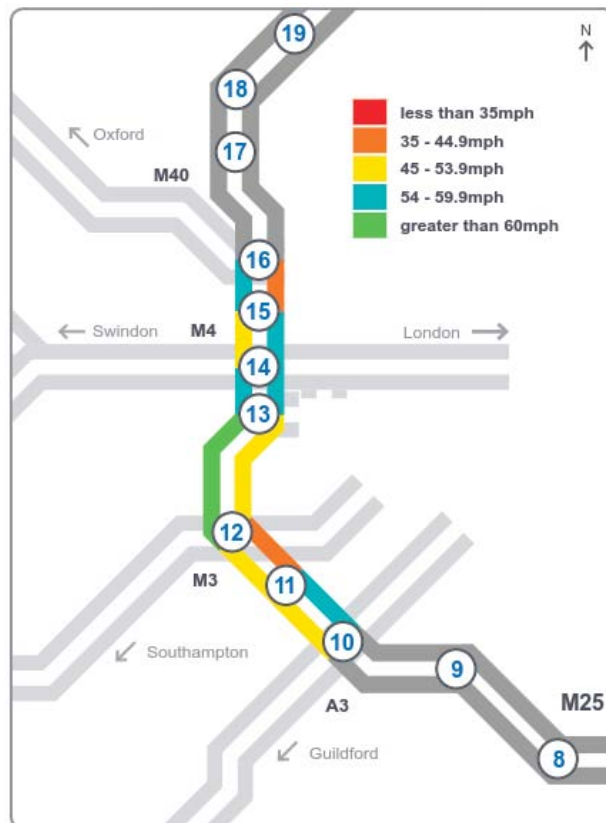 19
N
18
less than 35mph
35 - 44.9mph
Oxford
17
45 - 53.9mph
M40
54 - 59.9mph
greater than 60mph
16
15
Swindon
M4
London
14
13
12
M3
11
10
Southampton
9
A3
M25
Guildford
8